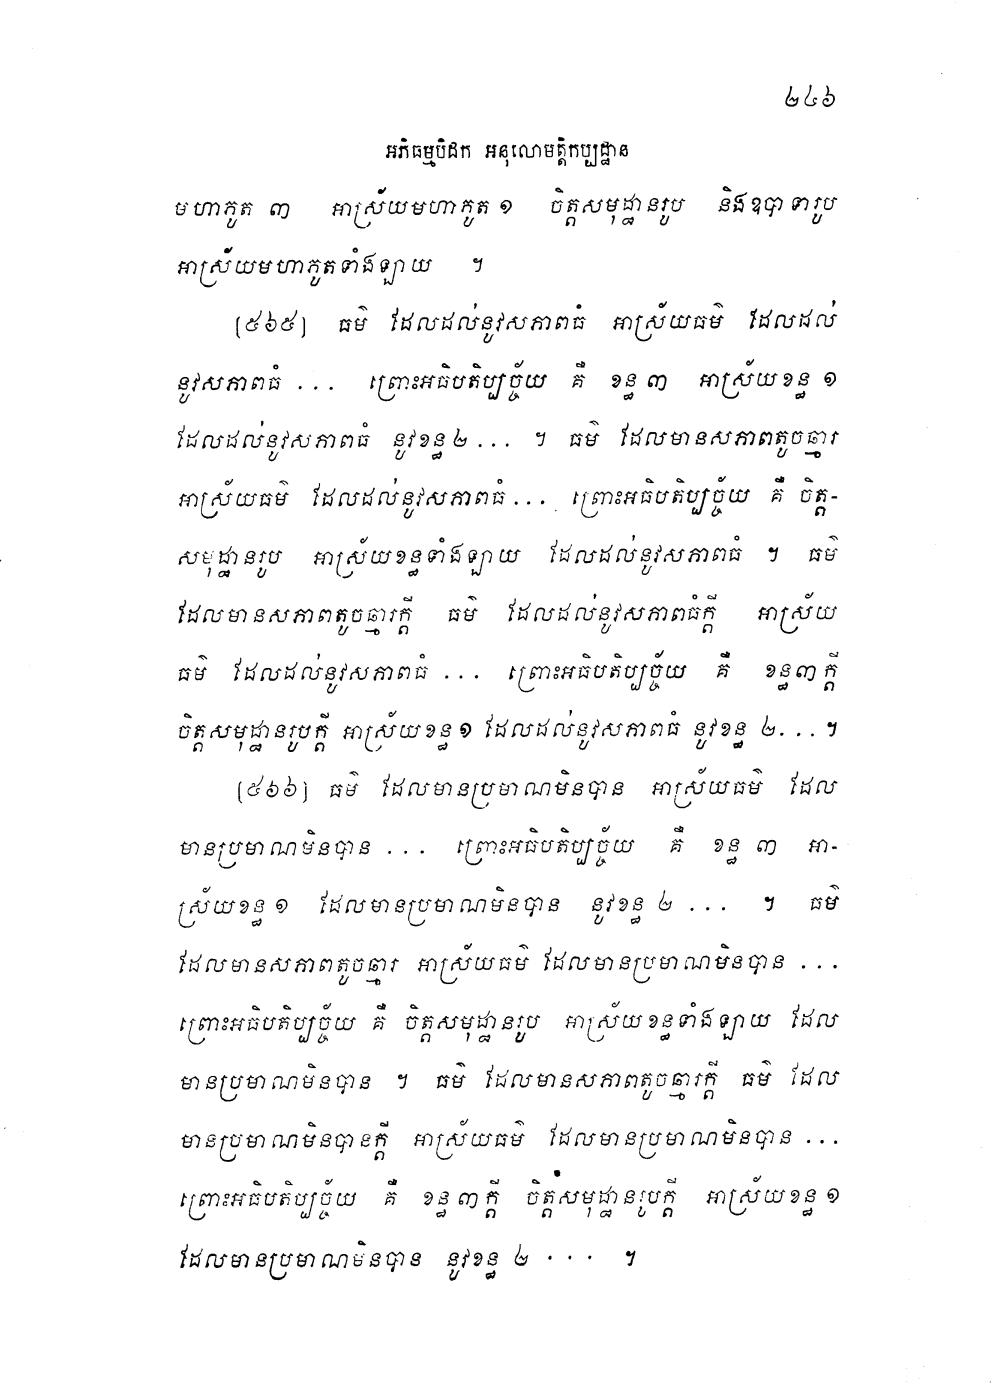 ២៤៦
អភិធម្មបិដក អនុលោមត្តិកប្បដ្ឋាន
មហាភូត ៣ អាស្រ័យមហាភូត ១ ចិត្តសមុដ្ឋានរូប និងឧបាទារូប
អាស្រ័យមហាភូតទាំងឡាយ ។
[៥៦៥] ធម៌ ដែលដល់នូវសភាពធំ អាស្រ័យធម៌ ដែលដល់
នូវសភាពធំ ... ព្រោះអធិបតិប្បច្ច័យ គឺ ខន្ធ ៣ អាស្រ័យខន្ធ ១
ដែលដល់នូវសភាពធំ នូវខន្ធ ២ ... ។ ធម៌ ដែលមានសភាពតូចឆ្មារ
អាស្រ័យធម៌ ដែលដល់នូវសភាពធំ ... ព្រោះអធិបតិប្បច្ច័យ គឺ ចិត្ត-
សមុដ្ឋានរូប អាស្រ័យខន្ធទាំងឡាយ ដែលដល់នូវសភាពធំ ។ ធម៌
ដែលមានសភាពតូចឆ្មារក្តី ធម៌ ដែលដល់នូវសភាពធំក្តី អាស្រ័យ
ធម៌ ដែលដល់នូវសភាពធំ ... ព្រោះអធិបតិប្បច្ច័យ គឺ ខន្ធ៣ក្តី
ចិត្តសមុដ្ឋានរូបក្តី អាស្រ័យខន្ធ ១ ដែលដល់នូវសភាពធំ នូវខន្ធ ២... ។
[៥៦៦] ធម៌ ដែលមានប្រមាណមិនបាន អាស្រ័យធម៌ ដែល
មានប្រមាណមិនបាន ... ព្រោះអធិបតិប្បច្ច័យ គឺ ខន្ធ ៣ អា-
ស្រ័យខន្ធ ១ ដែលមានប្រមាណមិនបាន នូវខន្ធ ២ ... ។ ធម៌
ដែលមានសភាពតូចឆ្មារ អាស្រ័យធម៌ ដែលមានប្រមាណមិនបាន ...
ព្រោះអធិបតិប្បច្ច័យ គឺ ចិត្តសមុដ្ឋានរូប អាស្រ័យខន្ធទាំងឡាយ ដែល
មានប្រមាណមិនបាន ។ ធម៌ ដែលមានសភាពតូចឆ្មារក្តី ធម៌ ដែល
មានប្រមាណមិនបានក្តី អាស្រ័យធម៌ ដែលមានប្រមាណមិនបាន ...
ព្រោះអធិបតិប្បច្ច័យ គឺ ខន្ធ៣ក្តី ចិត្តសមុដ្ឋានរូបក្តី អាស្រ័យខន្ធ ១
ដែលមានប្រមាណមិនបាន នូវខន្ធ ២ ... ។